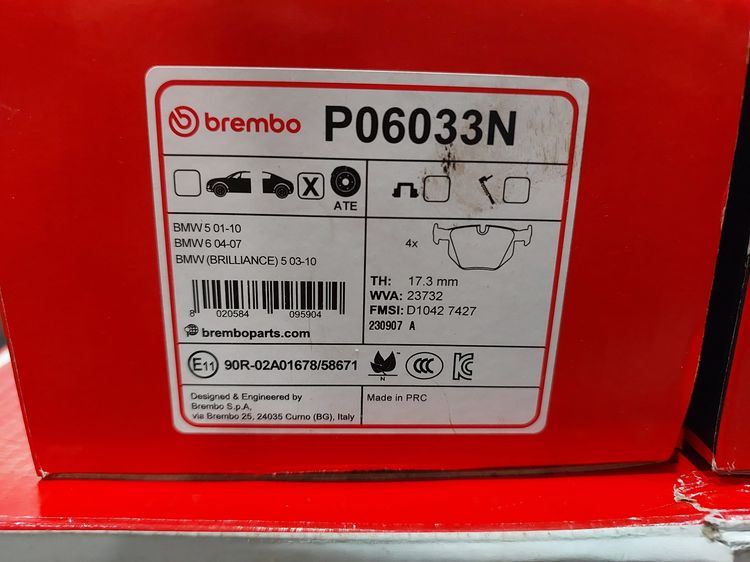 brembo P06033N
X
ATE
BMW 5 01-10
BMW 6 04-07
BMW (BRILLIANCE) 5 03-10
4x
TH: 17.3 mm
WVA: 23732
FMSI: D1042 7427
230907 A
8 020584 095904
bremboparts.com
E11 90R-02A01678/58671
N
CCC
KC
Designed & Engineered by
Brembo S.p.A,
via Brembo 25, 24035 Curno (BG), Italy
Made in PRC